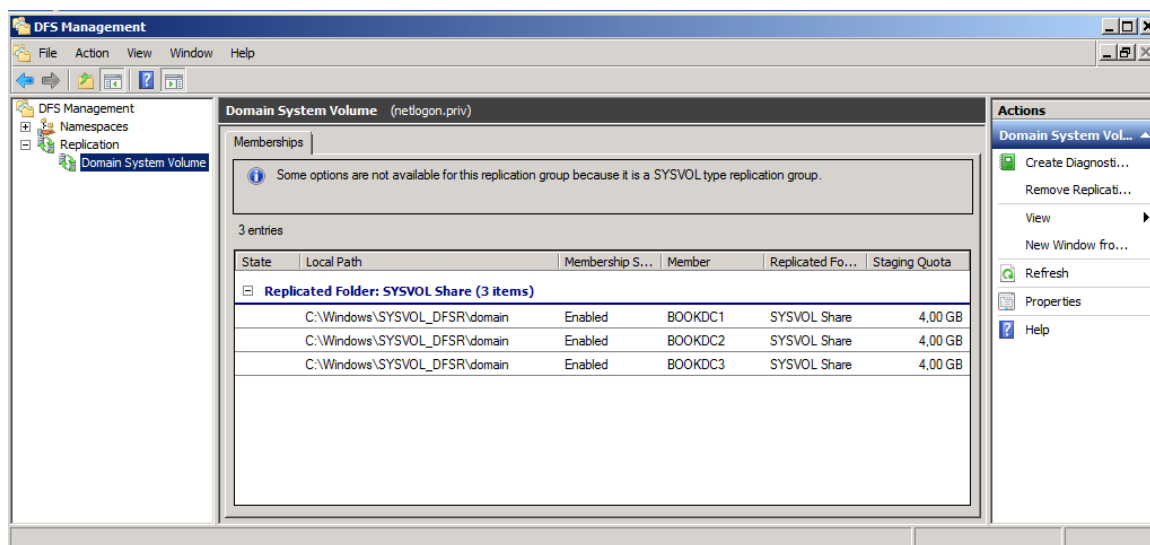 DFS Management
File Action View Window Help
DFS Management
Namespaces
Replication
Domain System Volume
Domain System Volume (netlogon.priv)
Memberships
Some options are not available for this replication group because it is a SYSVOL type replication group.
3 entries
State Local Path Membership S... Member Replicated Fo... Staging Quota
Replicated Folder: SYSVOL Share (3 items)
C:\Windows\SYSVOL_DFSR\domain Enabled BOOKDC1 SYSVOL Share 4,00 GB
C:\Windows\SYSVOL_DFSR\domain Enabled BOOKDC2 SYSVOL Share 4,00 GB
C:\Windows\SYSVOL_DFSR\domain Enabled BOOKDC3 SYSVOL Share 4,00 GB
Actions
Domain System Vol...
Create Diagnosti...
Remove Replicati...
View
New Window fro...
Refresh
Properties
Help